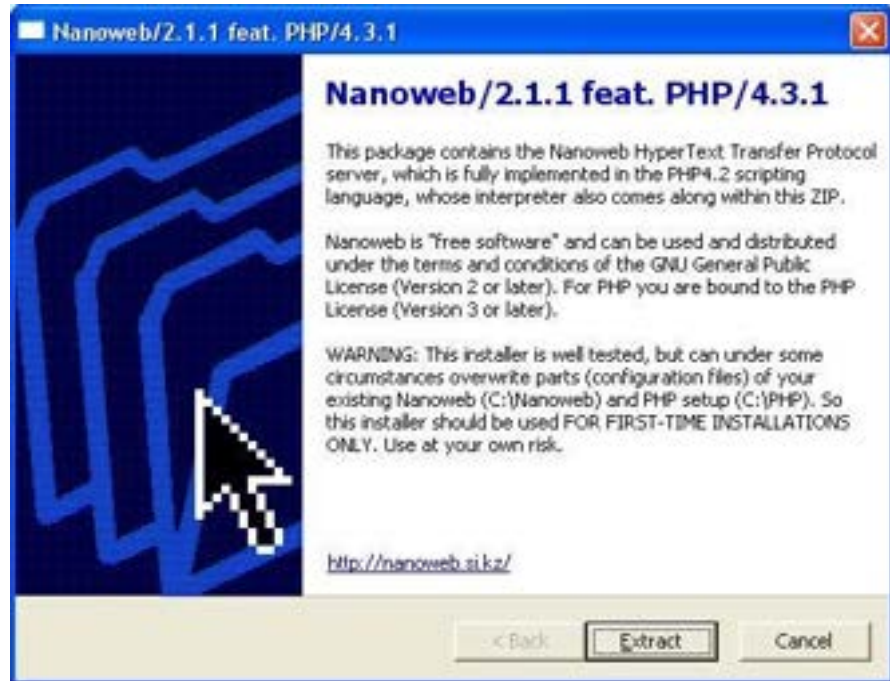 Nanoweb/2.1.1 feat. PHP/4.3.1
Nanoweb/2.1.1 feat. PHP/4.3.1
This package contains the Nanoweb HyperText Transfer Protocol
server, which is fully implemented in the PHP4.2 scripting
language, whose interpreter also comes along within this ZIP.
Nanoweb is "free software" and can be used and distributed
under the terms and conditions of the GNU General Public
License (Version 2 or later). For PHP you are bound to the PHP
License (Version 3 or later).
WARNING: This installer is well tested, but can under some
circumstances overwrite parts (configuration files) of your
existing Nanoweb (C:\Nanoweb) and PHP setup (C:\PHP). So
this installer should be used FOR FIRST-TIME INSTALLATIONS
ONLY. Use at your own risk.
http://nanoweb.si.kz/
< Back Extract Cancel